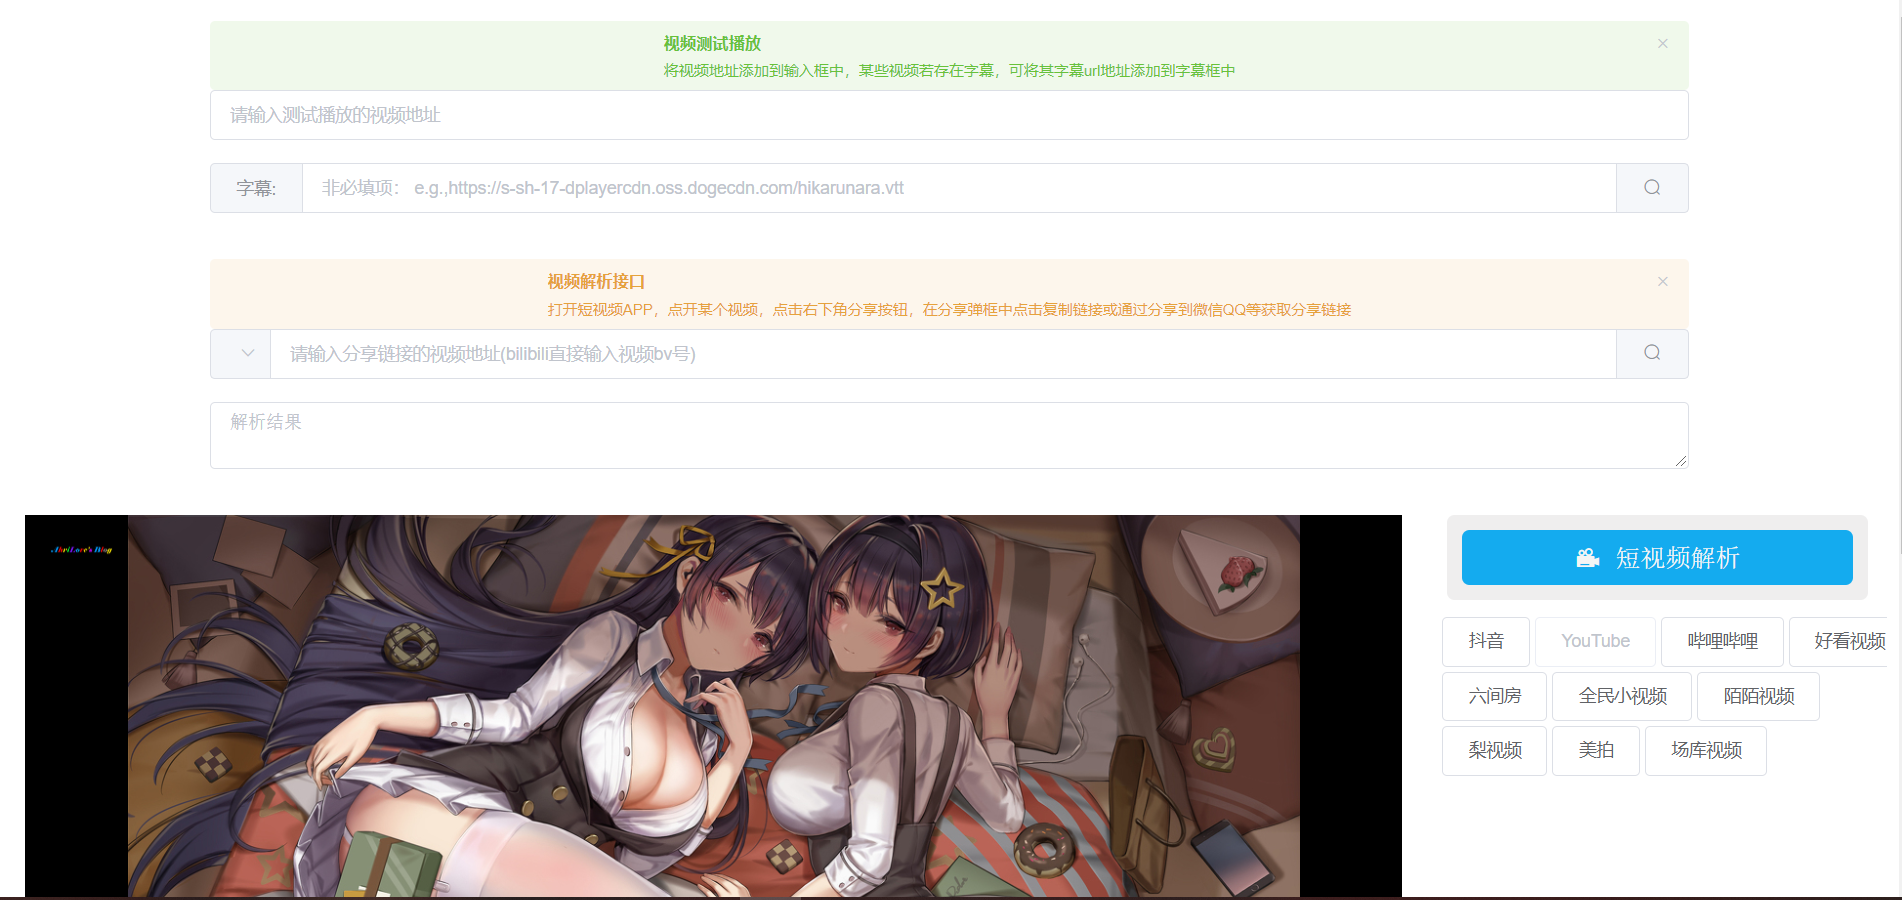 视频测试播放
将视频地址添加到输入框中，某些视频若存在字幕，可将其字幕url地址添加到字幕框中
请输入测试播放的视频地址
字幕:
非必填项： e.g.,https://s-sh-17-dplayercdn.oss.dogecdn.com/hikarunara.vtt
视频解析接口
打开短视频APP，点开某个视频，点击右下角分享按钮，在分享弹框中点击复制链接或通过分享到微信QQ等获取分享链接
请输入分享链接的视频地址(bilibili直接输入视频bv号)
解析结果
短视频解析
抖音 YouTube 哔哩哔哩 好看视频
六间房 全民小视频 陌陌视频
梨视频 美拍 场库视频